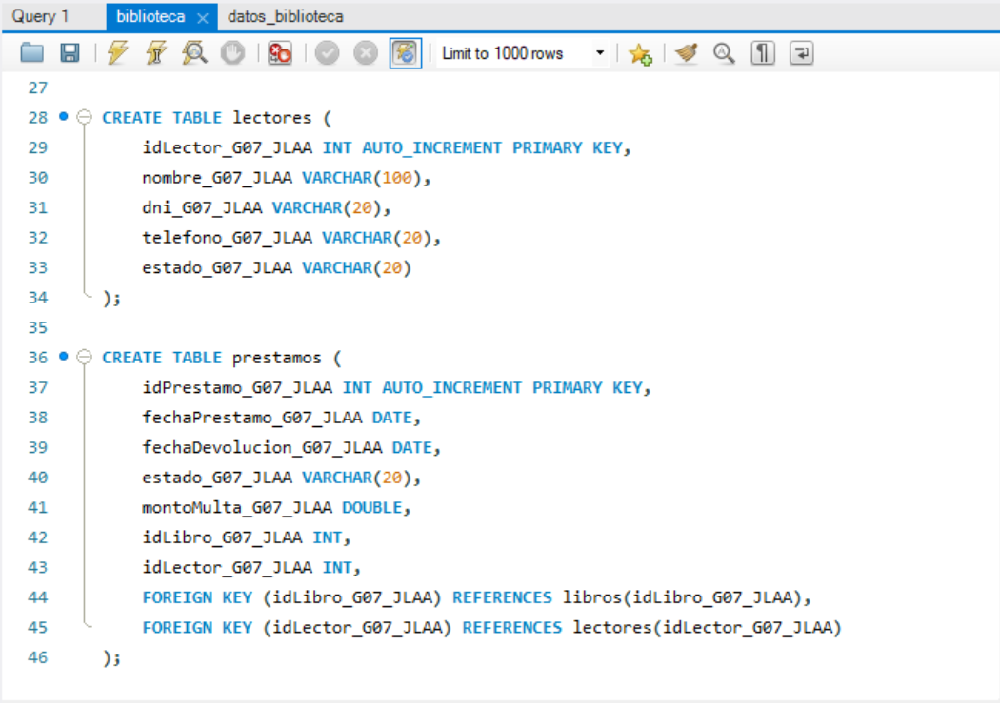 Query 1 biblioteca × datos_biblioteca
Limit to 1000 rows
27
28 CREATE TABLE lectores (
29 idLector_G07_JLAA INT AUTO_INCREMENT PRIMARY KEY,
30 nombre_G07_JLAA VARCHAR(100),
31 dni_G07_JLAA VARCHAR(20),
32 telefono_G07_JLAA VARCHAR(20),
33 estado_G07_JLAA VARCHAR(20)
34 );
35
36 CREATE TABLE prestamos (
37 idPrestamo_G07_JLAA INT AUTO_INCREMENT PRIMARY KEY,
38 fechaPrestamo_G07_JLAA DATE,
39 fechaDevolucion_G07_JLAA DATE,
40 estado_G07_JLAA VARCHAR(20),
41 montoMulta_G07_JLAA DOUBLE,
42 idLibro_G07_JLAA INT,
43 idLector_G07_JLAA INT,
44 FOREIGN KEY (idLibro_G07_JLAA) REFERENCES libros(idLibro_G07_JLAA),
45 FOREIGN KEY (idLector_G07_JLAA) REFERENCES lectores(idLector_G07_JLAA)
46 );